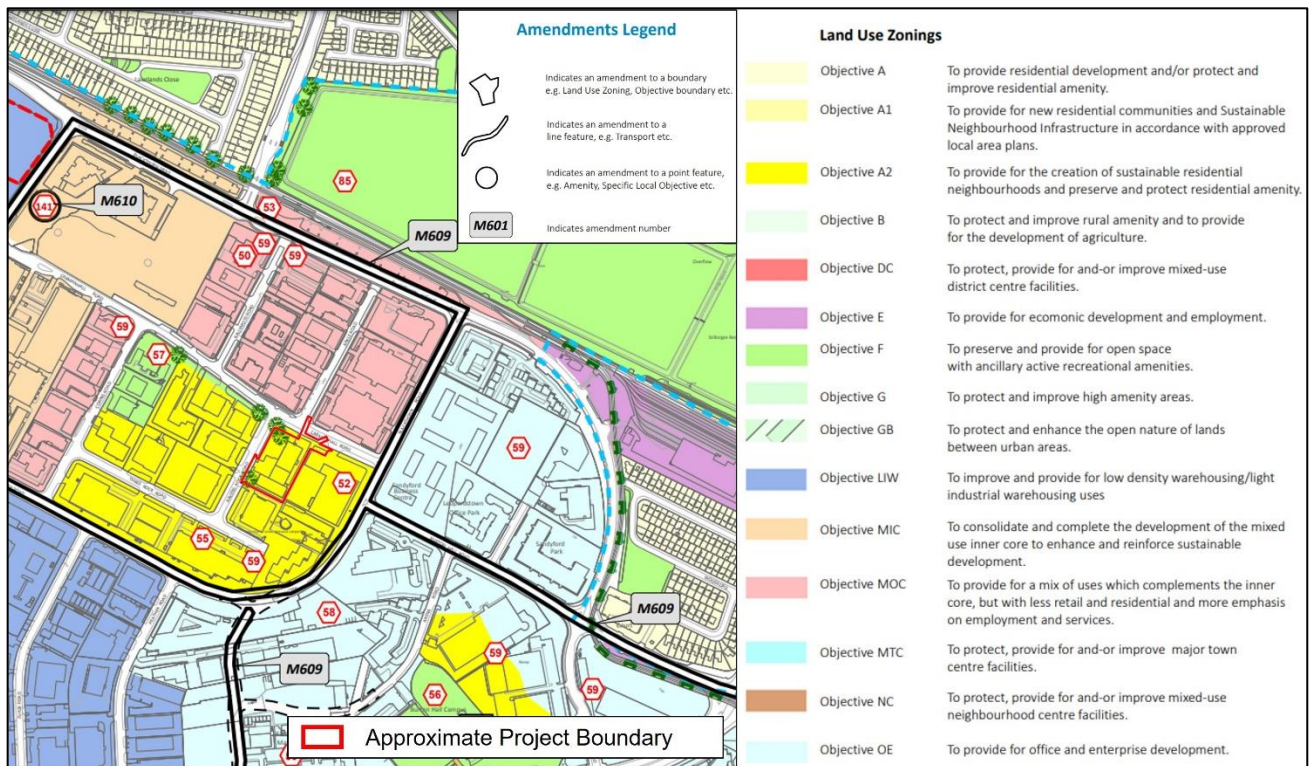 Amendments Legend
Indicates an amendment to a boundary
e.g. Land Use Zoning, Objective boundary etc.
Indicates an amendment to a
line feature, e.g. Transport etc.
Indicates an amendment to a point feature,
e.g. Amenity, Specific Local Objective etc.
M601
Indicates amendment number
Lakelands Close
85
53
141
M610
M609
59
50
59
59
57
52
59
55
59
58
M609
59
56
59
M609
Sandyford
Business
Centre
Leopardstown
Office Park
Sandyford
Park
Burton Hall Campus
Approximate Project Boundary
Land Use Zonings
Objective A
To provide residential development and/or protect and
improve residential amenity.
Objective A1
To provide for new residential communities and Sustainable
Neighbourhood Infrastructure in accordance with approved
local area plans.
Objective A2
To provide for the creation of sustainable residential
neighbourhoods and preserve and protect residential amenity.
Objective B
To protect and improve rural amenity and to provide
for the development of agriculture.
Objective DC
To protect, provide for and-or improve mixed-use
district centre facilities.
Objective E
To provide for ecomonic development and employment.
Objective F
To preserve and provide for open space
with ancillary active recreational amenities.
Objective G
To protect and improve high amenity areas.
Objective GB
To protect and enhance the open nature of lands
between urban areas.
Objective LIW
To improve and provide for low density warehousing/light
industrial warehousing uses
Objective MIC
To consolidate and complete the development of the mixed
use inner core to enhance and reinforce sustainable
development.
Objective MOC
To provide for a mix of uses which complements the inner
core, but with less retail and residential and more emphasis
on employment and services.
Objective MTC
To protect, provide for and-or improve major town
centre facilities.
Objective NC
To protect, provide for and-or improve mixed-use
neighbourhood centre facilities.
Objective OE
To provide for office and enterprise development.